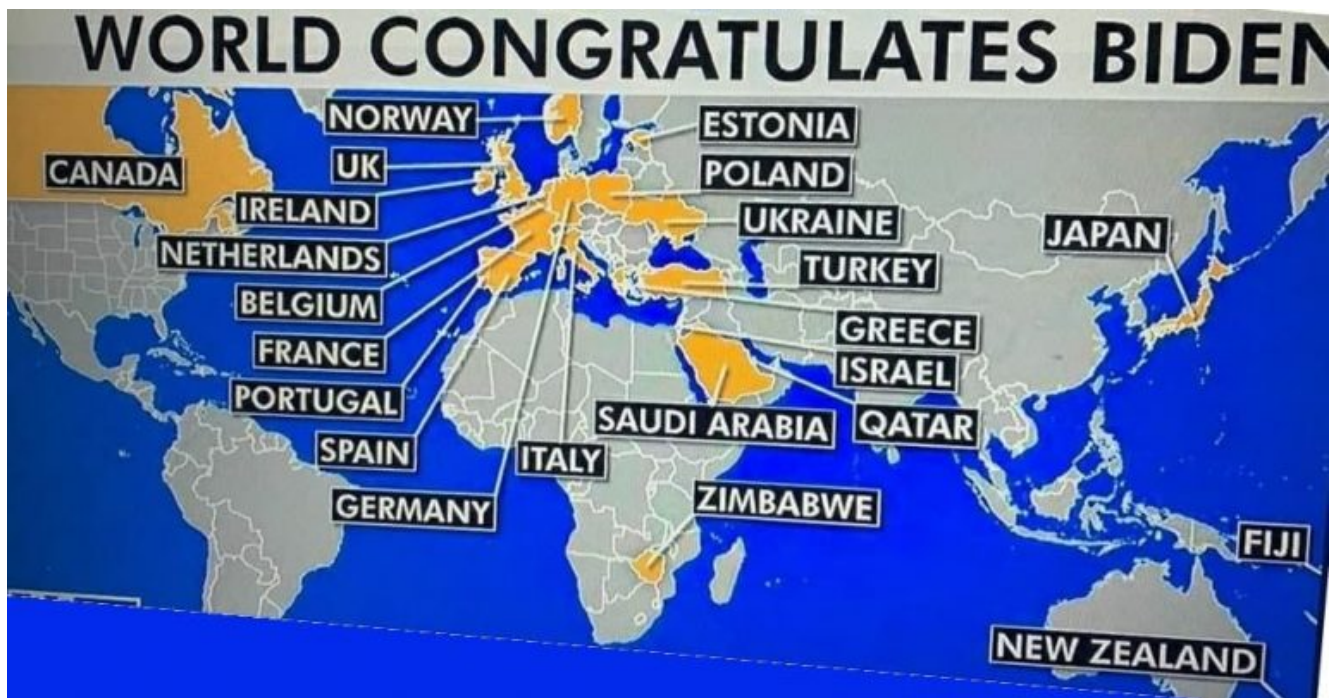 WORLD CONGRATULATES BIDEN
NORWAY
ESTONIA
UK
CANADA
POLAND
IRELAND
UKRAINE
JAPAN
NETHERLANDS
TURKEY
BELGIUM
GREECE
FRANCE
ISRAEL
PORTUGAL
SAUDI ARABIA
QATAR
SPAIN
ITALY
GERMANY
ZIMBABWE
FIJI
NEW ZEALAND